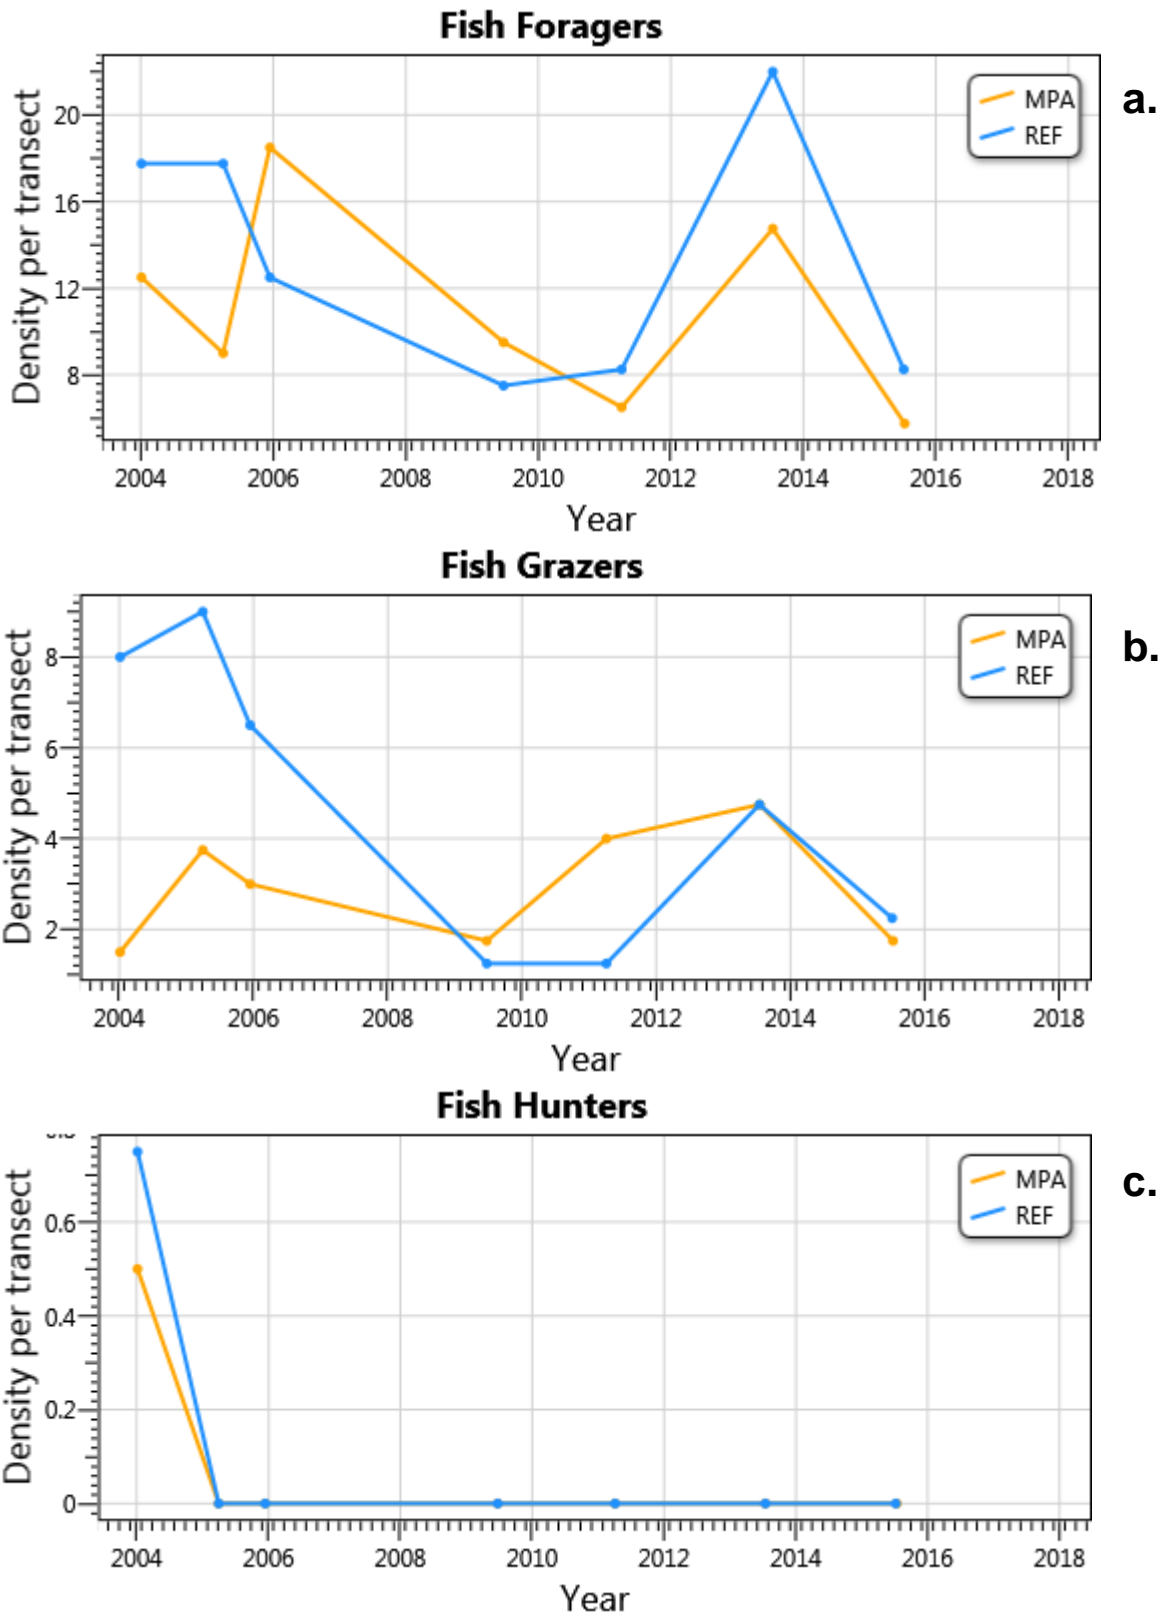 Fish Foragers
a.
MPA
REF
Density per transect
20
16
12
8
2004 2006 2008 2010 2012 2014 2016 2018
Year
Fish Grazers
b.
MPA
REF
Density per transect
8
6
4
2
2004 2006 2008 2010 2012 2014 2016 2018
Year
Fish Hunters
c.
MPA
REF
Density per transect
0.6
0.4
0.2
0
2004 2006 2008 2010 2012 2014 2016 2018
Year